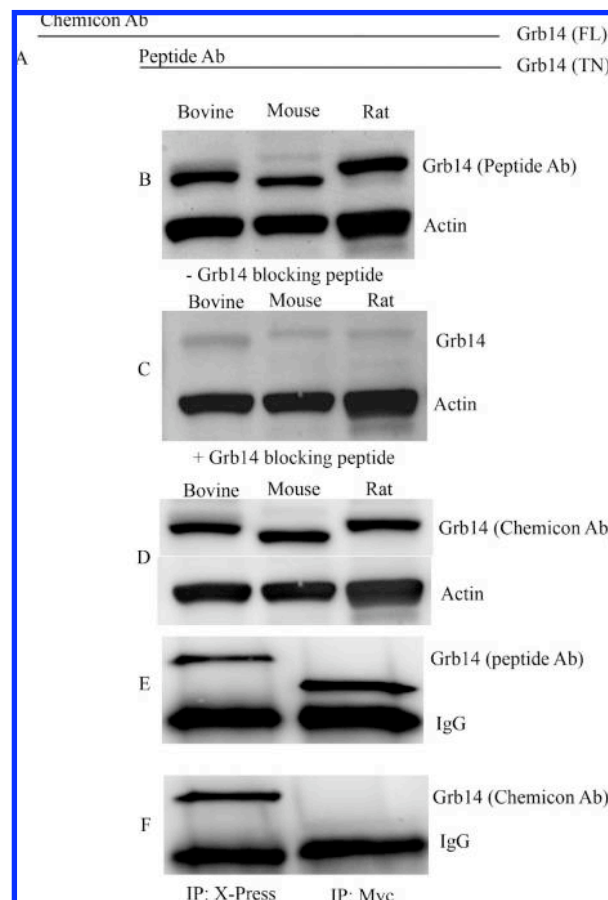 Chemicon Ab
Grb14 (FL)
A
Peptide Ab
Grb14 (TN)
Bovine Mouse Rat
B
Grb14 (Peptide Ab)
Actin
- Grb14 blocking peptide
Bovine Mouse Rat
Grb14
C
Actin
+ Grb14 blocking peptide
Bovine Mouse Rat
Grb14 (Chemicon Ab
D
Actin
Grb14 (peptide Ab)
E
IgG
Grb14 (Chemicon Ab)
F
IgG
IP: X-Press IP: Myc